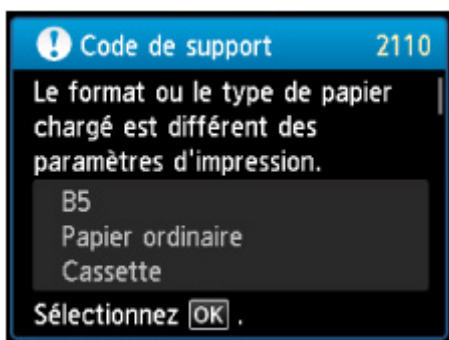 Code de support 2110
Le format ou le type de papier
chargé est différent des
paramètres d'impression.
B5
Papier ordinaire
Cassette
Sélectionnez OK .